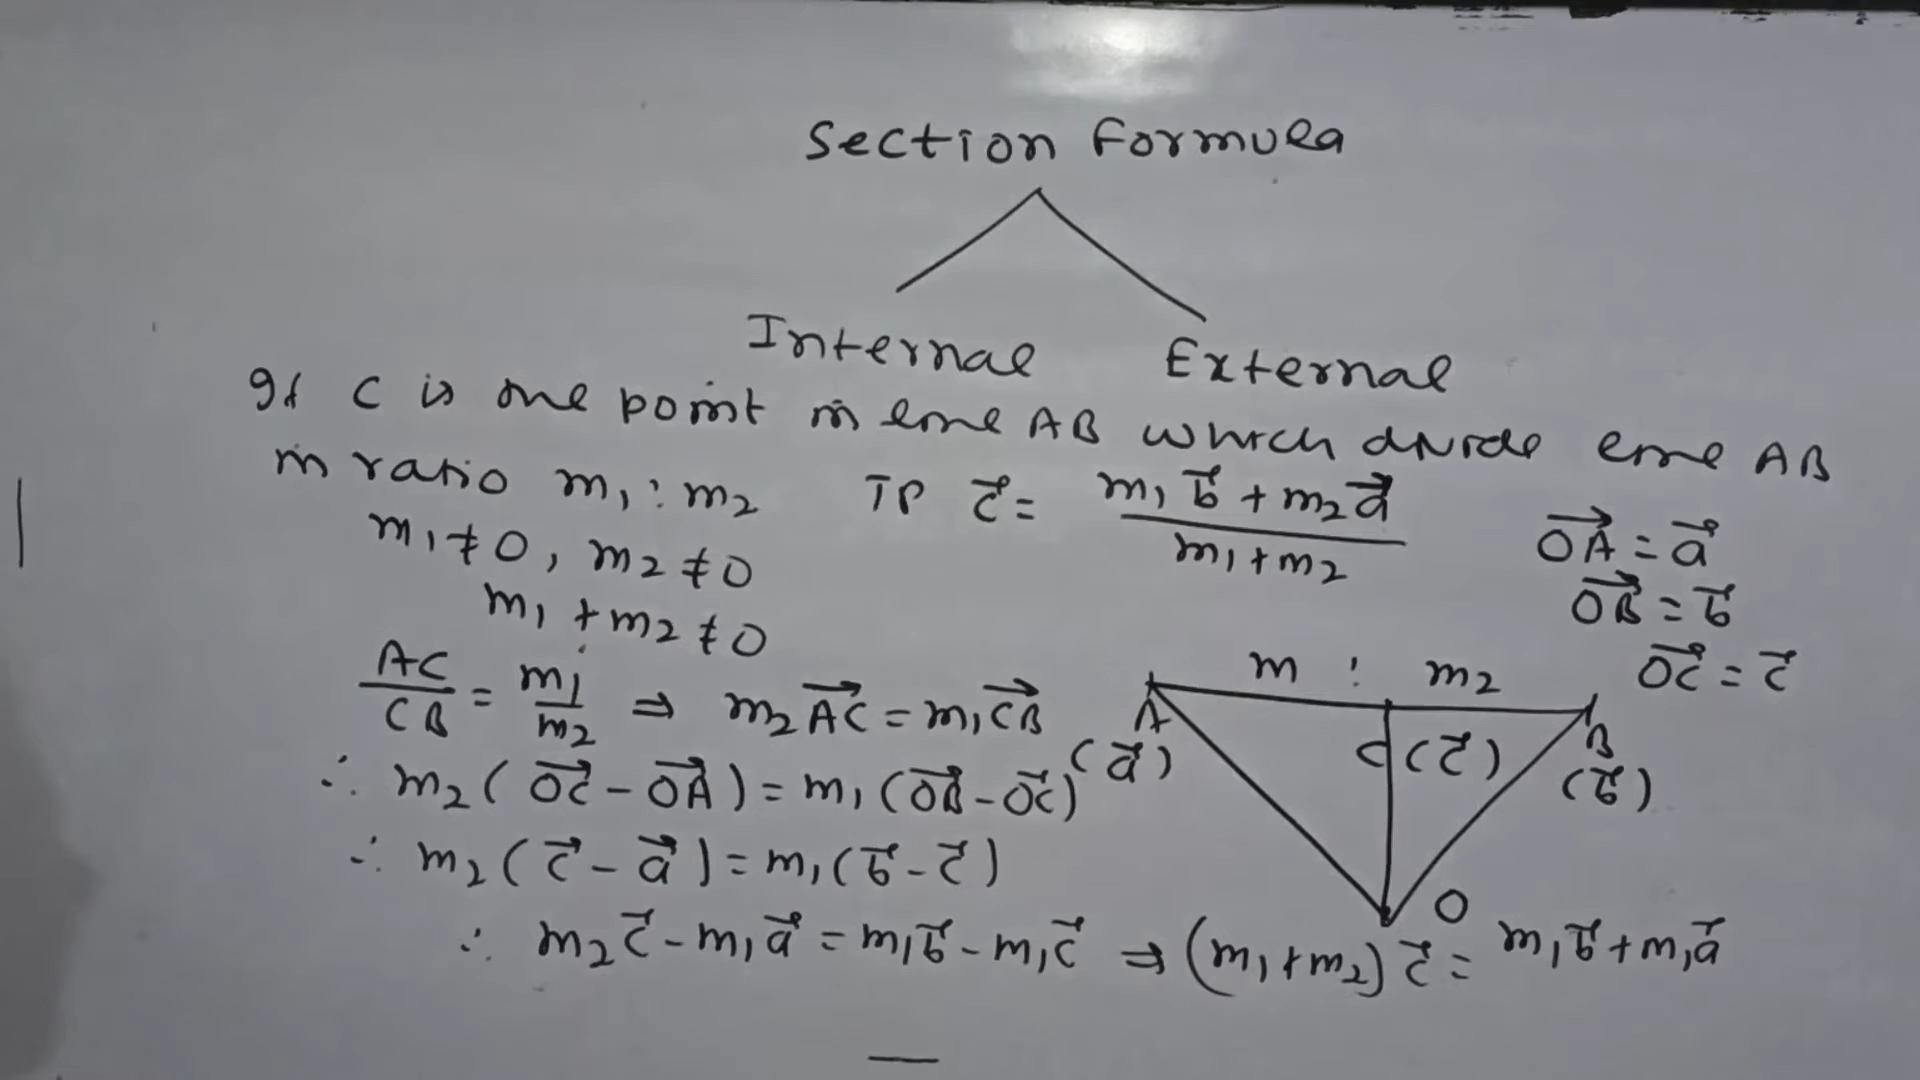 Section Formula
Internal External
If C is one point in line AB which divide line AB
in ratio m₁ : m₂ TP c⃗ = (m₁b⃗ + m₂a⃗)/(m₁ + m₂)
m₁ ≠ 0, m₂ ≠ 0
m₁ + m₂ ≠ 0
OA⃗ = a⃗
OB⃗ = b⃗
OC⃗ = c⃗
AC/CB = m₁/m₂ ⇒ m₂AC⃗ = m₁CB⃗
∴ m₂(OC⃗ - OA⃗) = m₁(OB⃗ - OC⃗)
∴ m₂(c⃗ - a⃗) = m₁(b⃗ - c⃗)
∴ m₂c⃗ - m₁a⃗ = m₁b⃗ - m₁c⃗ ⇒ (m₁ + m₂)c⃗ = m₁b⃗ + m₁a⃗
m : m₂
A C (c⃗) B
(a⃗) (b⃗)
O